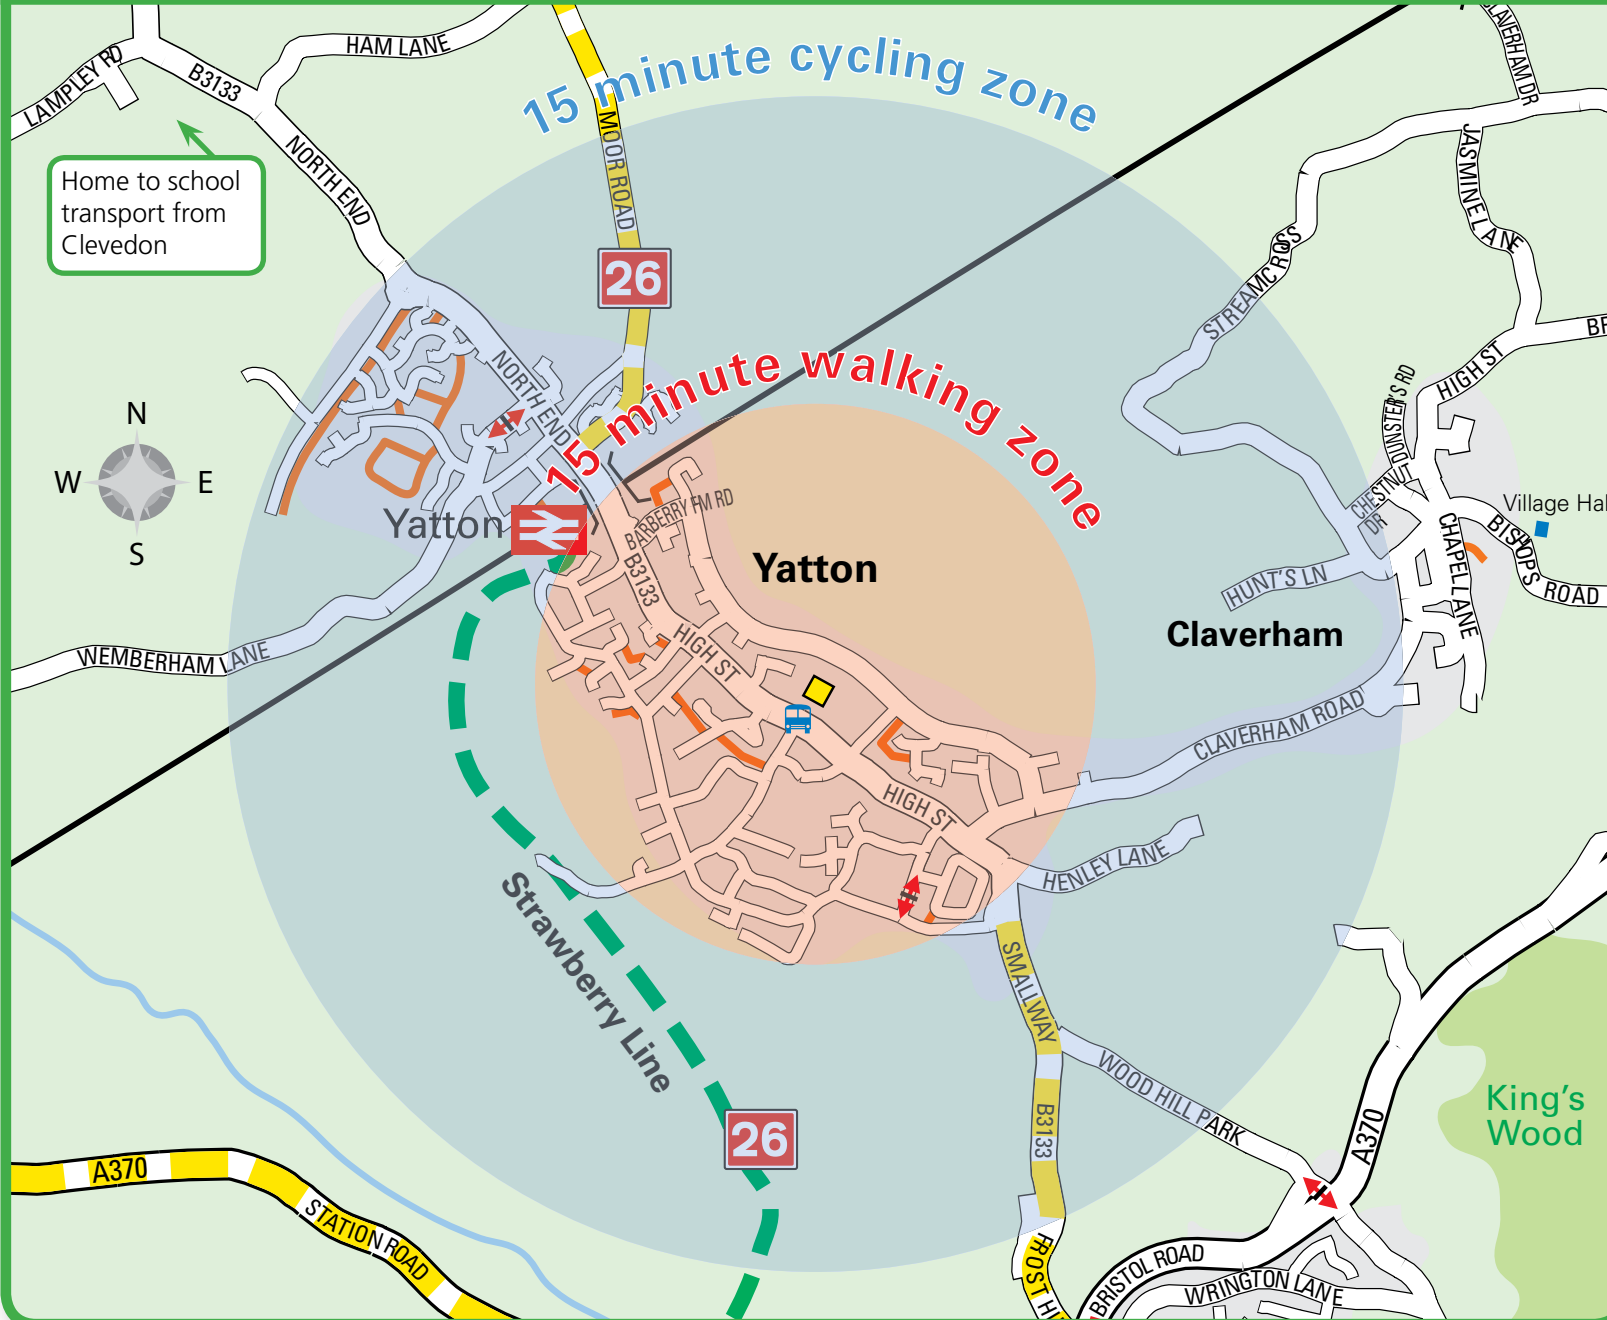 15 minute cycling zone
HAM LANE
LAMPLEY RD
B3133
CLAVERHAM DR
MOOR ROAD
NORTH END
JASMINE LANE
Home to school
transport from
Clevedon
26
STREAMCROSS
15 minute walking zone
NORTH END
HIGH ST
DUNSTER'S RD
N
W
E
S
CHESTNUT
DR
Yatton
BARBERRY FM RD
B3133
Yatton
Village Hal
CHAPEL LANE
BISHOPS ROAD
HUNT'S LN
Claverham
WEMBERHAM LANE
HIGH ST
CLAVERHAM ROAD
HIGH ST
HENLEY LANE
Strawberry Line
SMALLWAY
WOOD HILL PARK
B3133
26
King's
Wood
A370
A370
STATION ROAD
FROST HI
BRISTOL ROAD
WRINGTON LANE